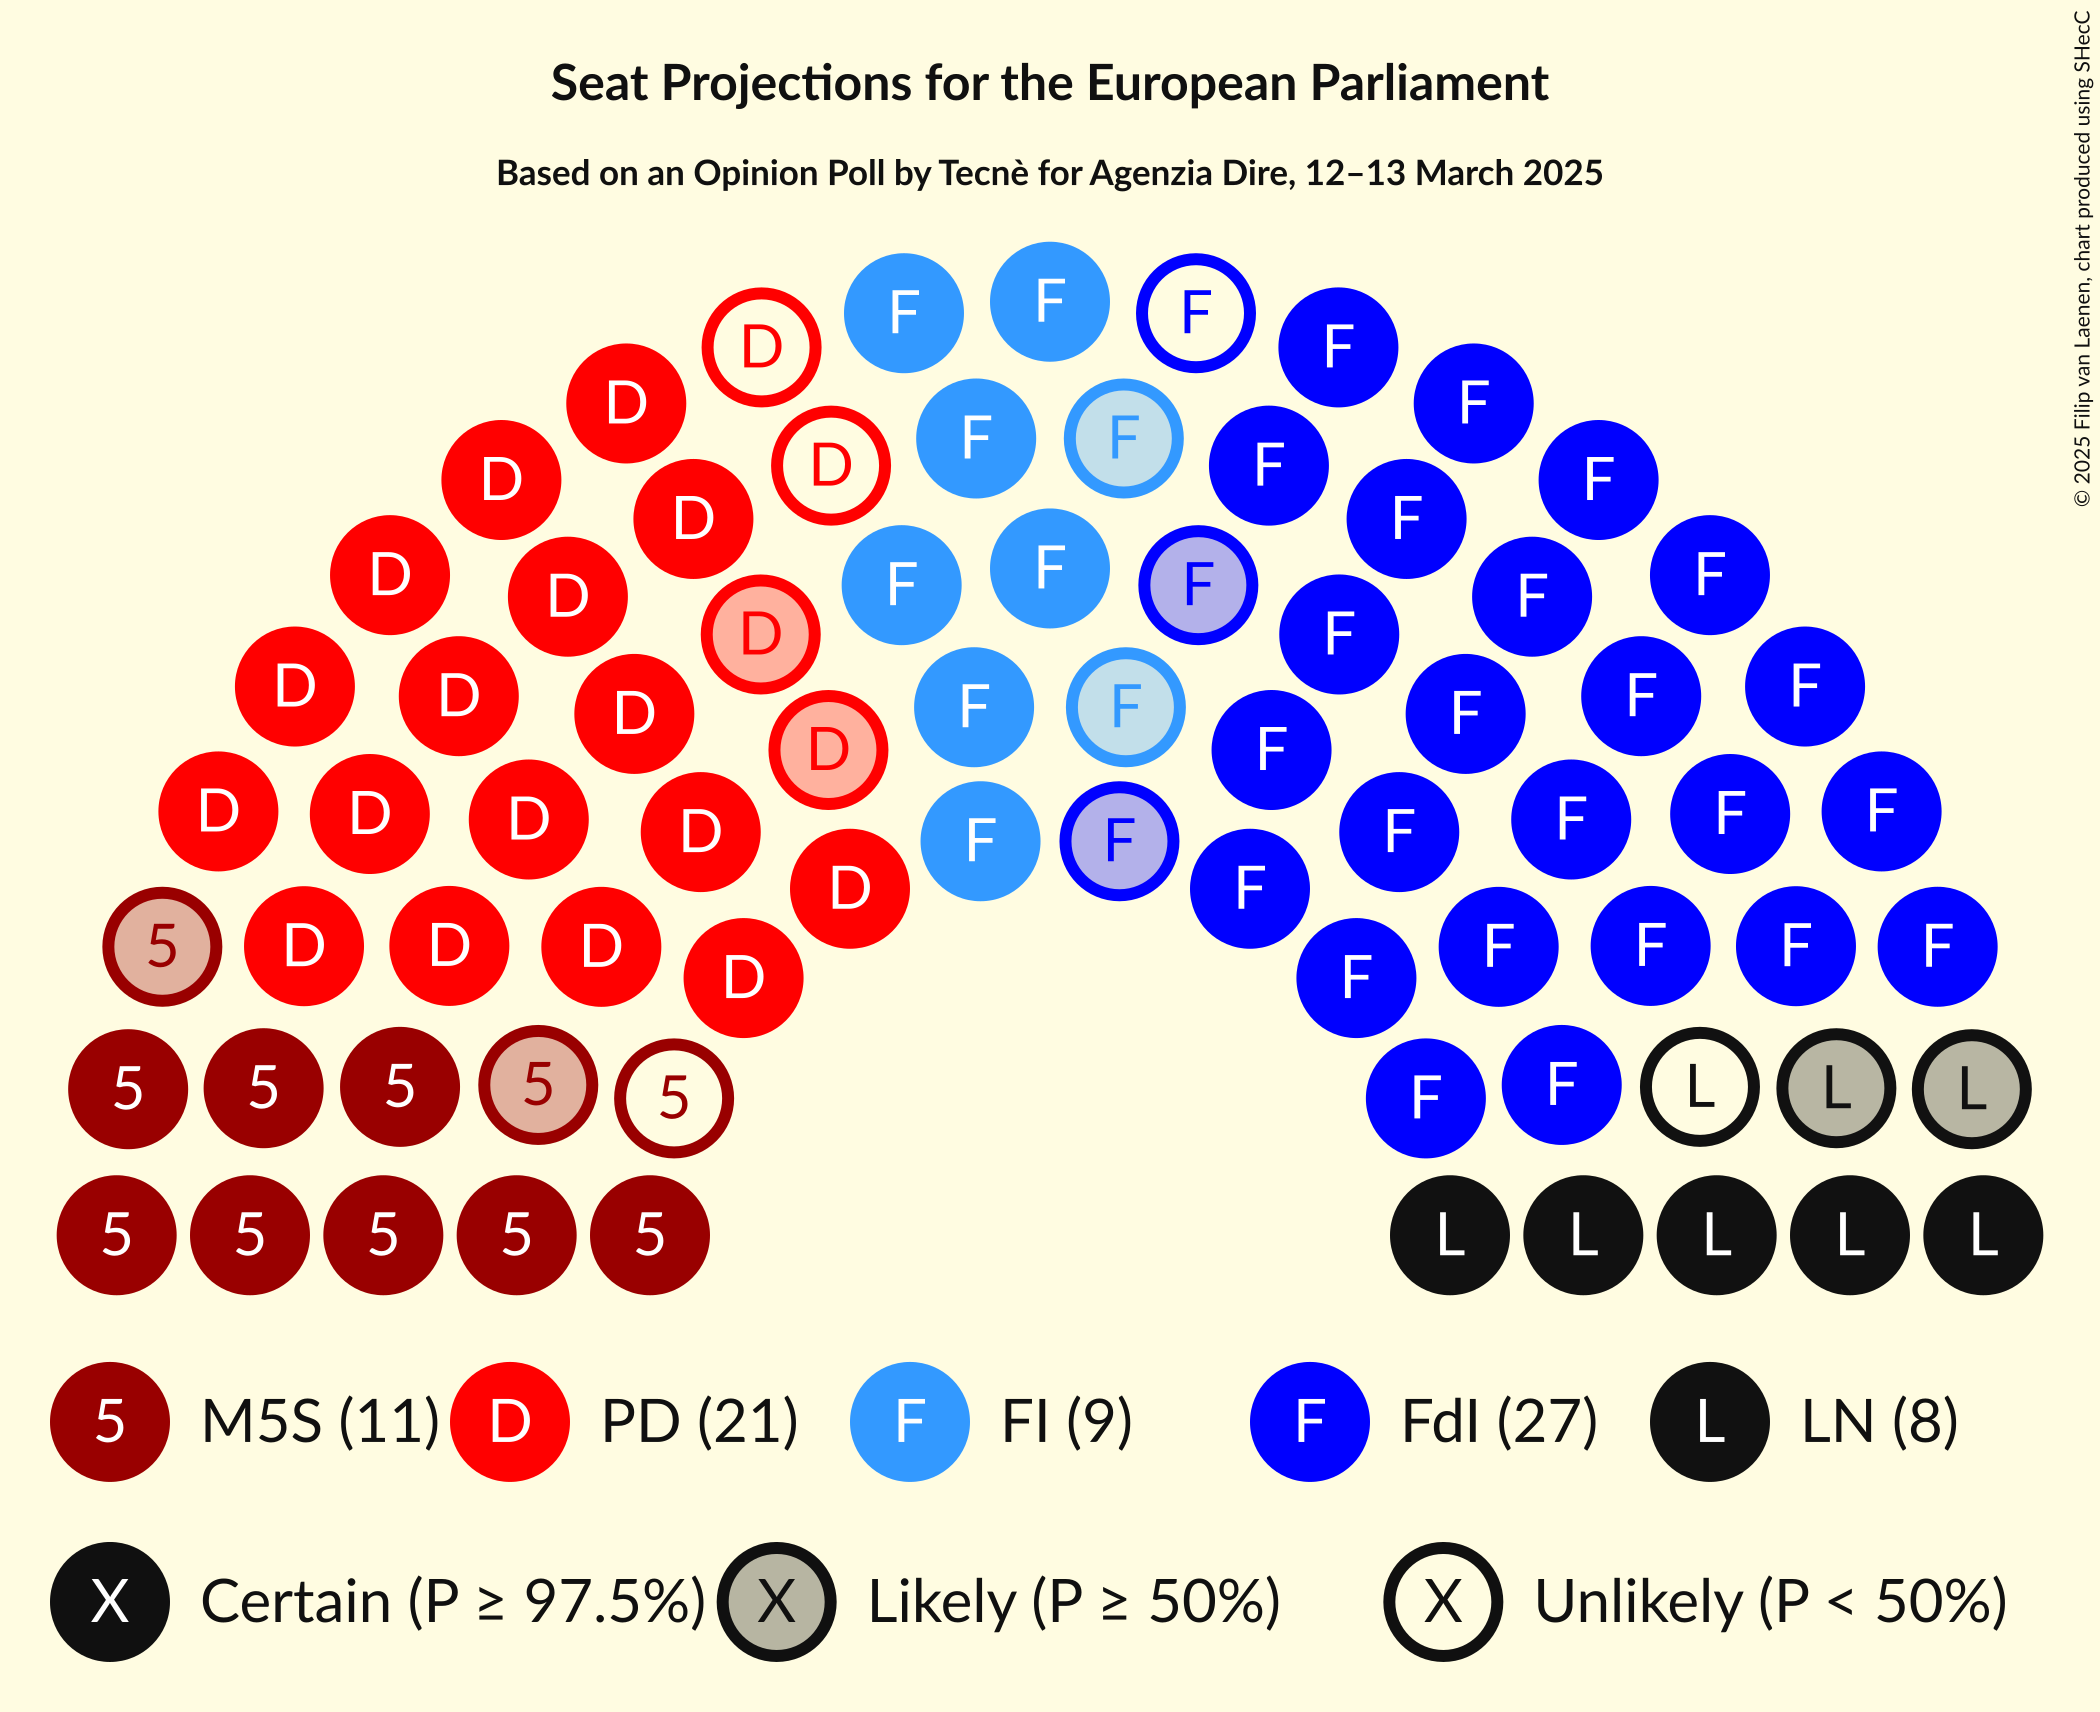 Seat Projections for the European Parliament
Based on an Opinion Poll by Tecnè for Agenzia Dire, 12–13 March 2025
© 2025 Filip van Laenen, chart produced using SHecC
F
F F
D F
D F
F F
D F
D F
D F
D F
F F
D F
D F
D F
D F
D F
D F
D F
F F
D F
D F
D F
D F
D F
F F
D F
5 F
D F
D F
D F
D F
5 5 5 5 5 F F L L L
5 5 5 5 5 L L L L L
5 M5S (11) D PD (21) F FI (9) F FdI (27) L LN (8)
X Certain (P ≥ 97.5%) X Likely (P ≥ 50%) X Unlikely (P < 50%)